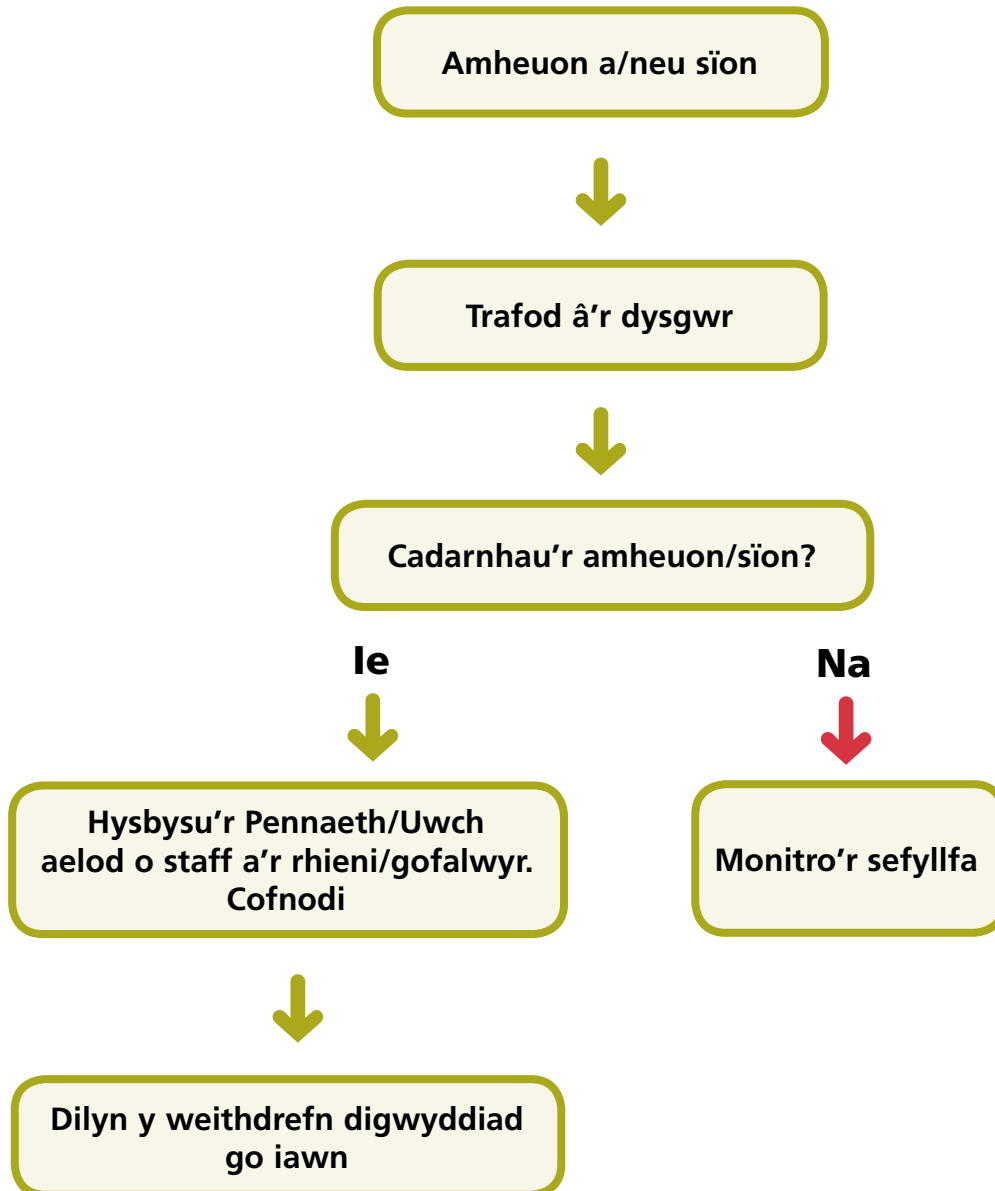 Amheuon a/neu sïon
Trafod â’r dysgwr
Cadarnhau’r amheuon/sïon?
Ie
Na
Hysbysu’r Pennaeth/Uwch
aelod o staff a’r rhieni/gofalwyr.
Cofnodi
Monitro’r sefyllfa
Dilyn y weithdrefn digwyddiad
go iawn